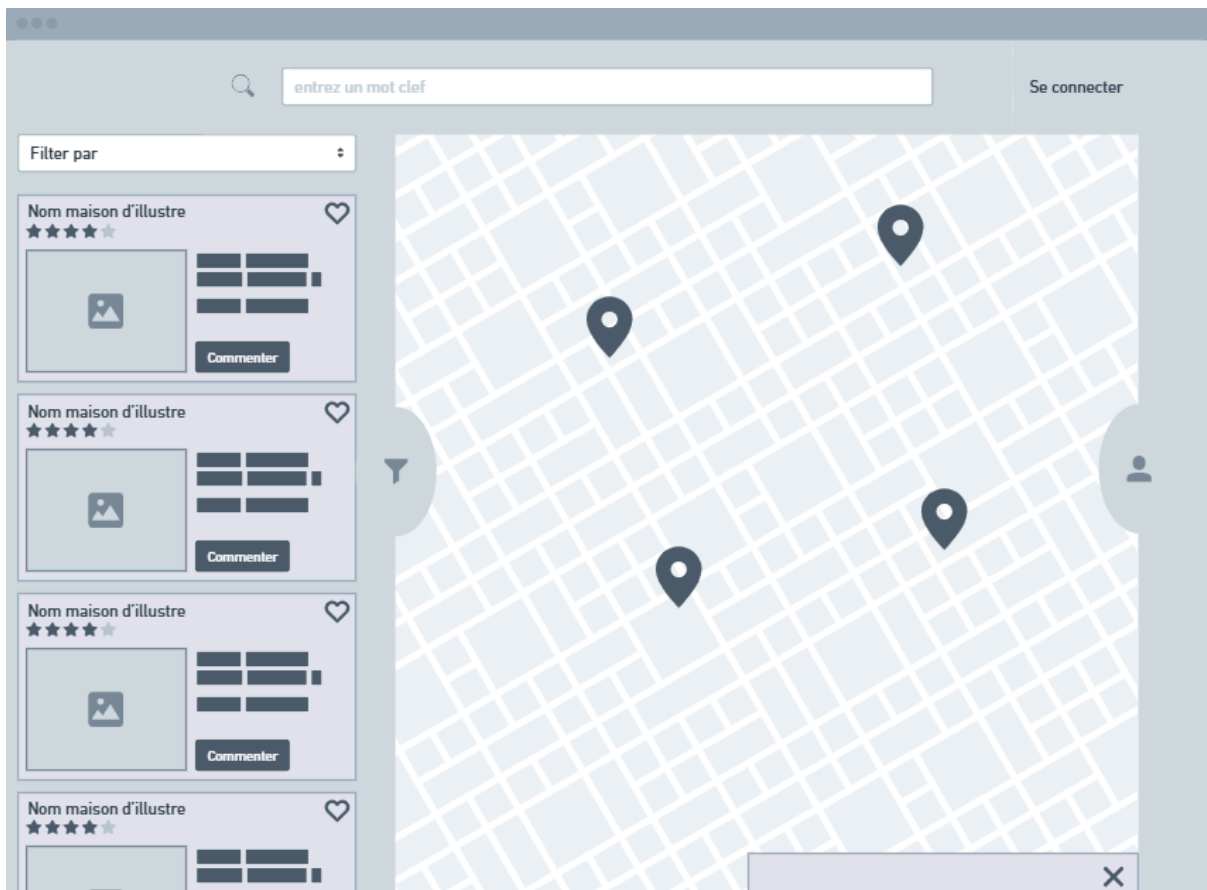 entrez un mot clef
Se connecter
Filter par
Nom maison d'illustre
Commenter
Nom maison d'illustre
Commenter
Nom maison d'illustre
Commenter
Nom maison d'illustre